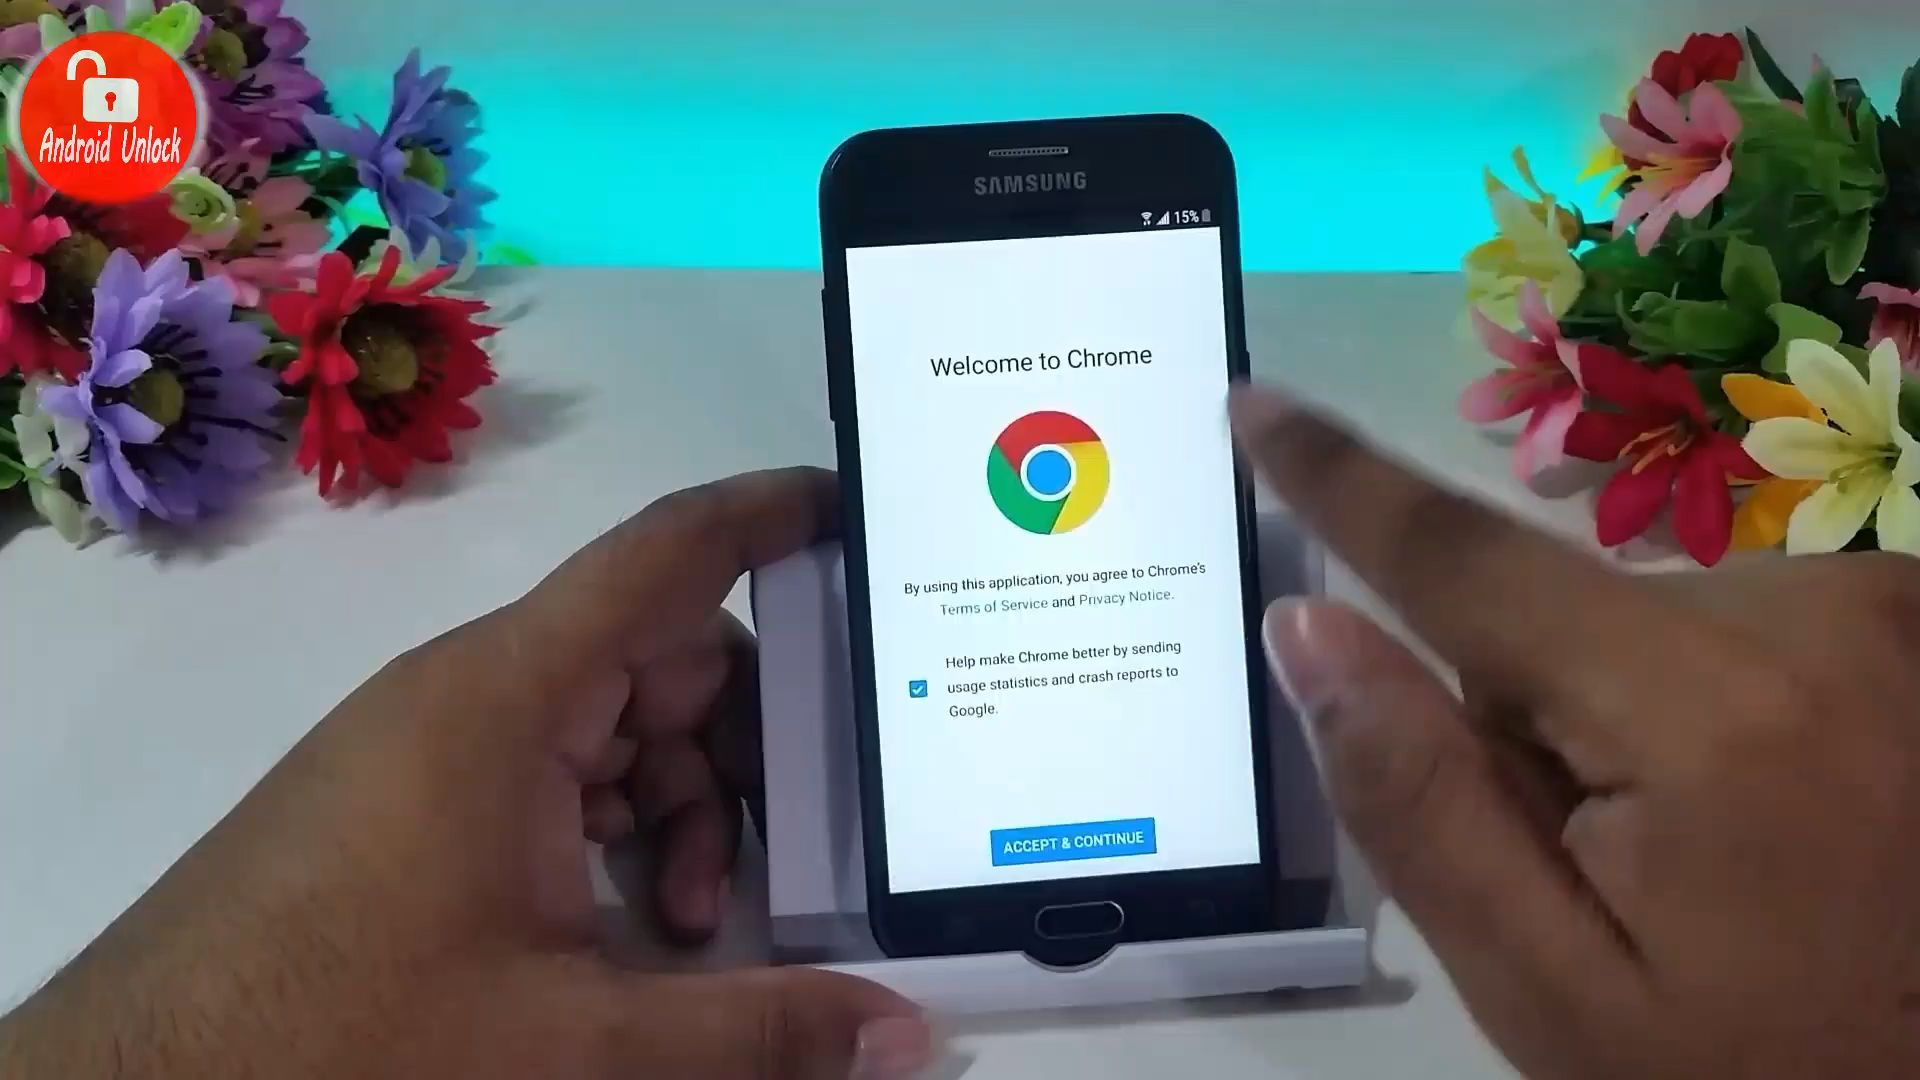 Android Unlock
SAMSUNG
15%
Welcome to Chrome
By using this application, you agree to Chrome's
Terms of Service and Privacy Notice.
Help make Chrome better by sending
usage statistics and crash reports to
Google.
ACCEPT & CONTINUE